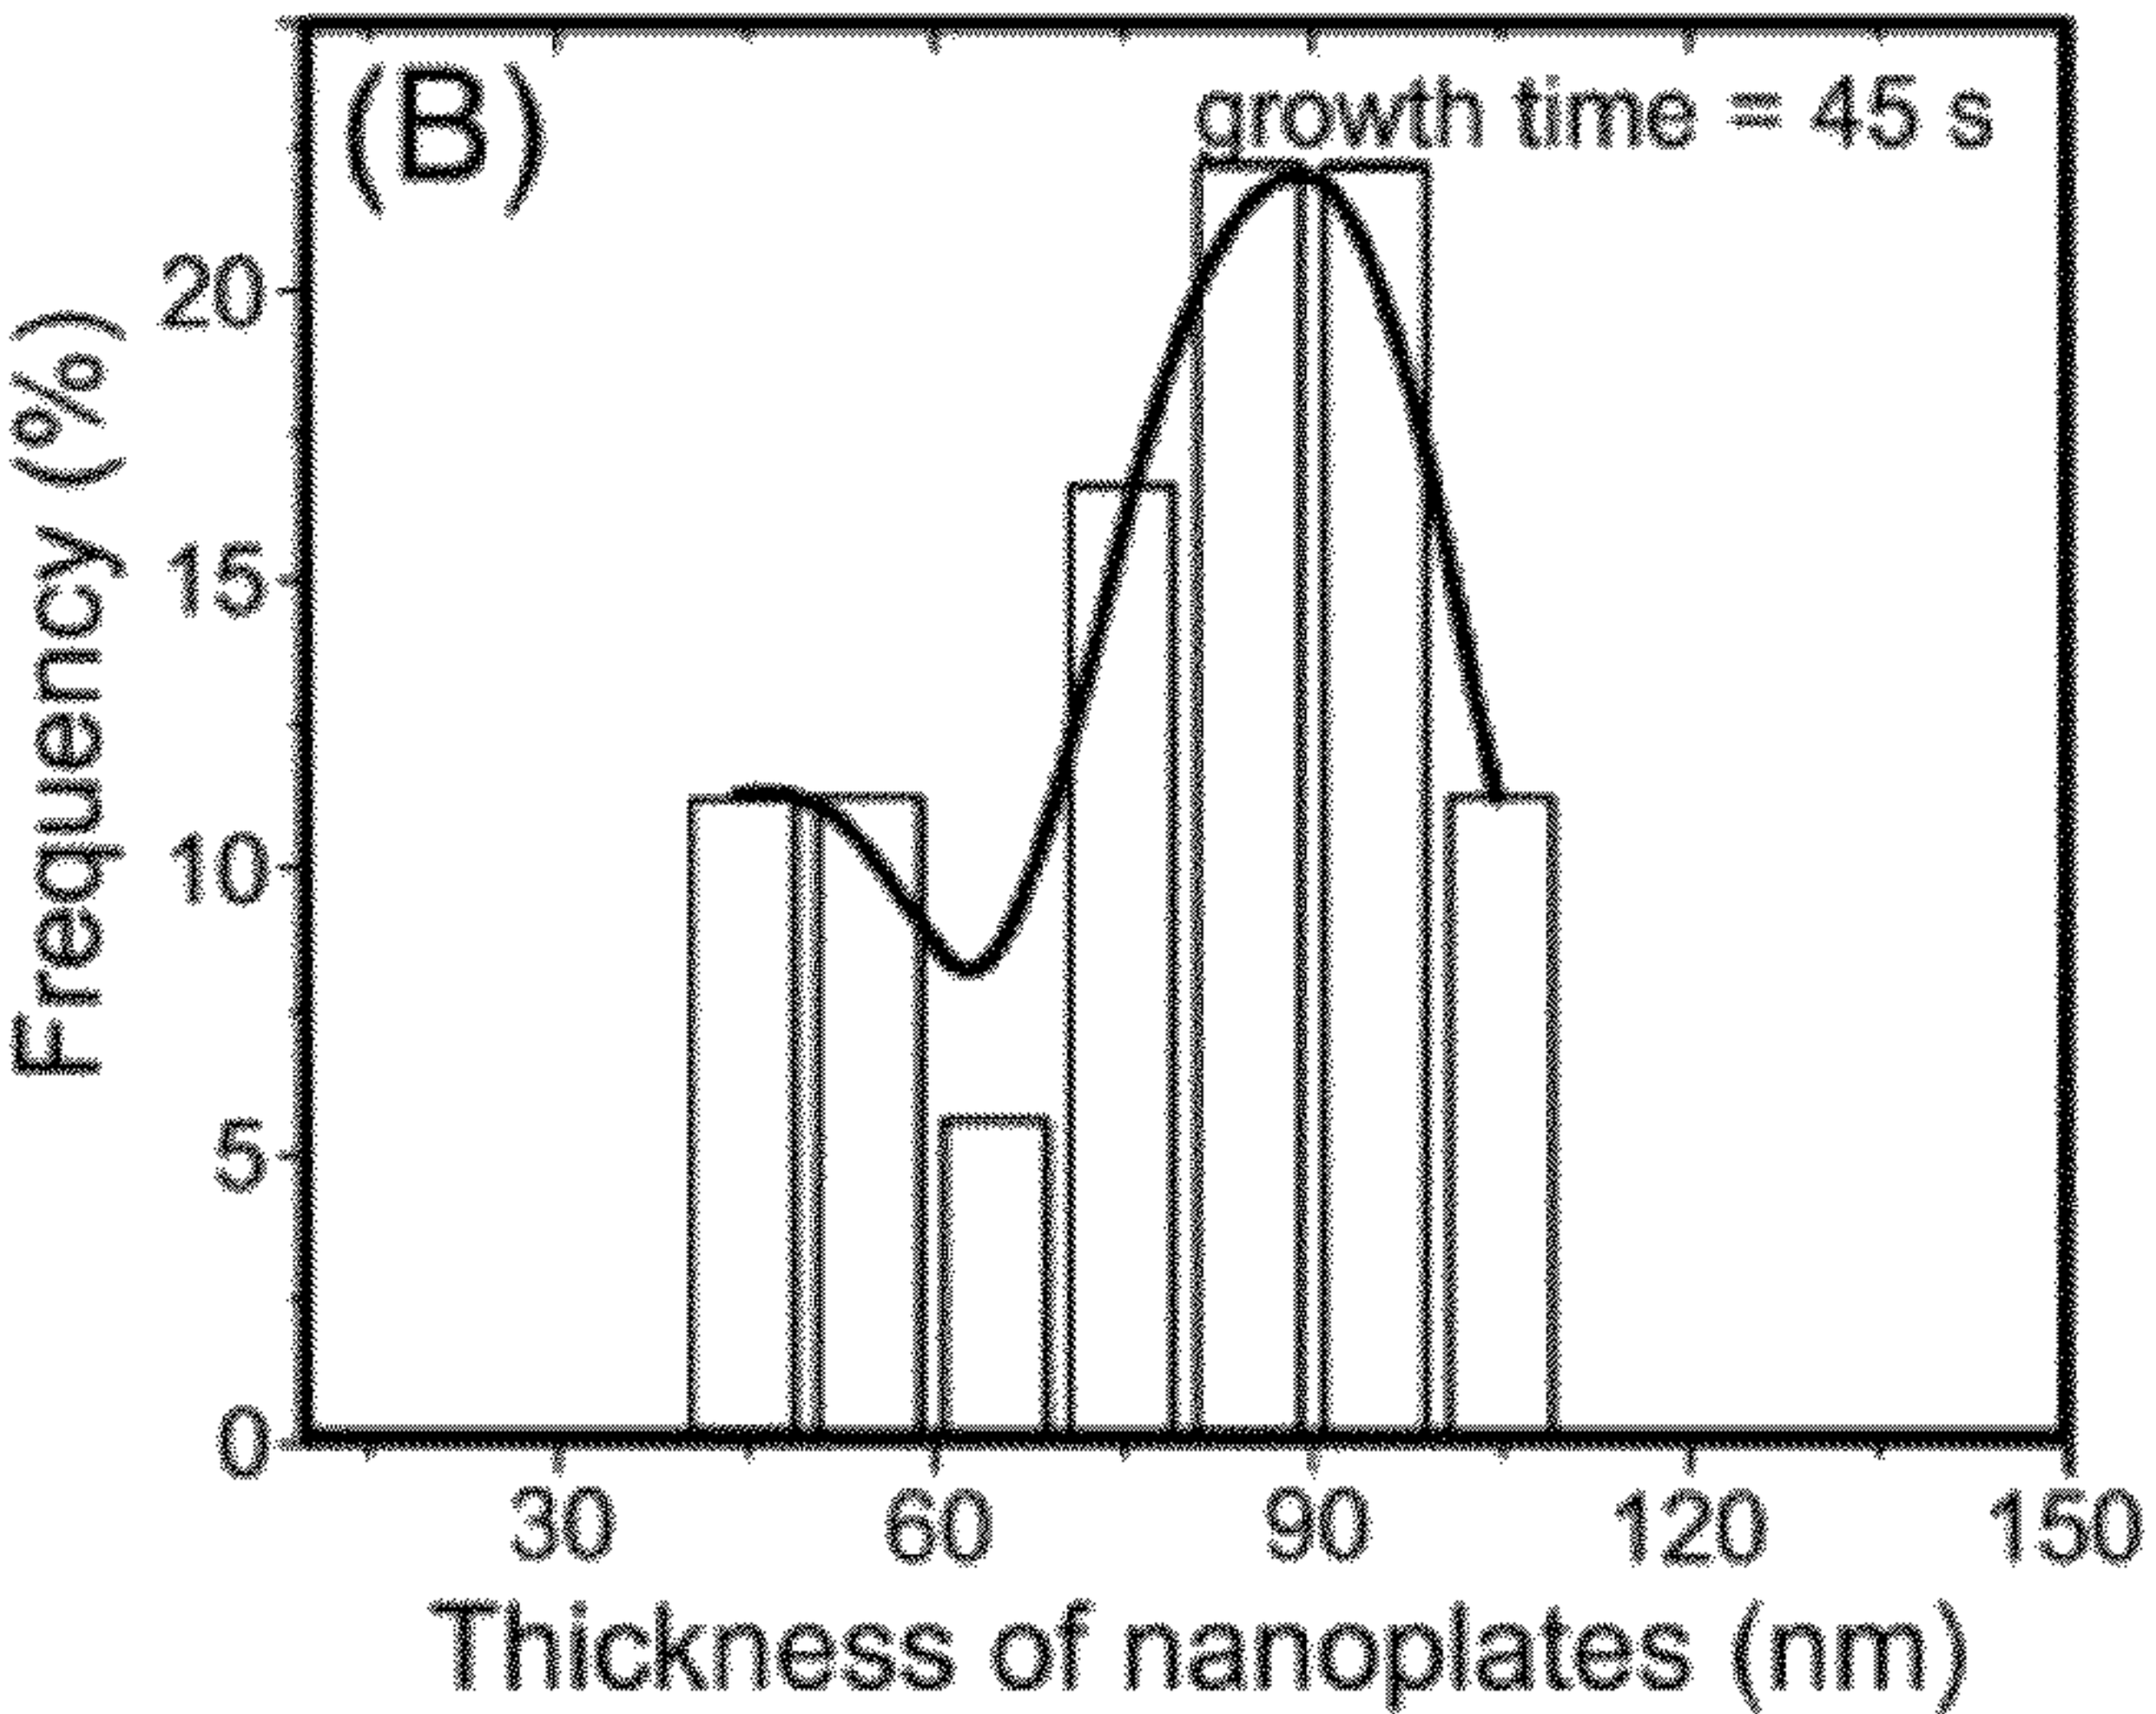 (B)
growth time = 45 s
Frequency (%)
20
15
10
5
0
30 60 90 120 150
Thickness of nanoplates (nm)